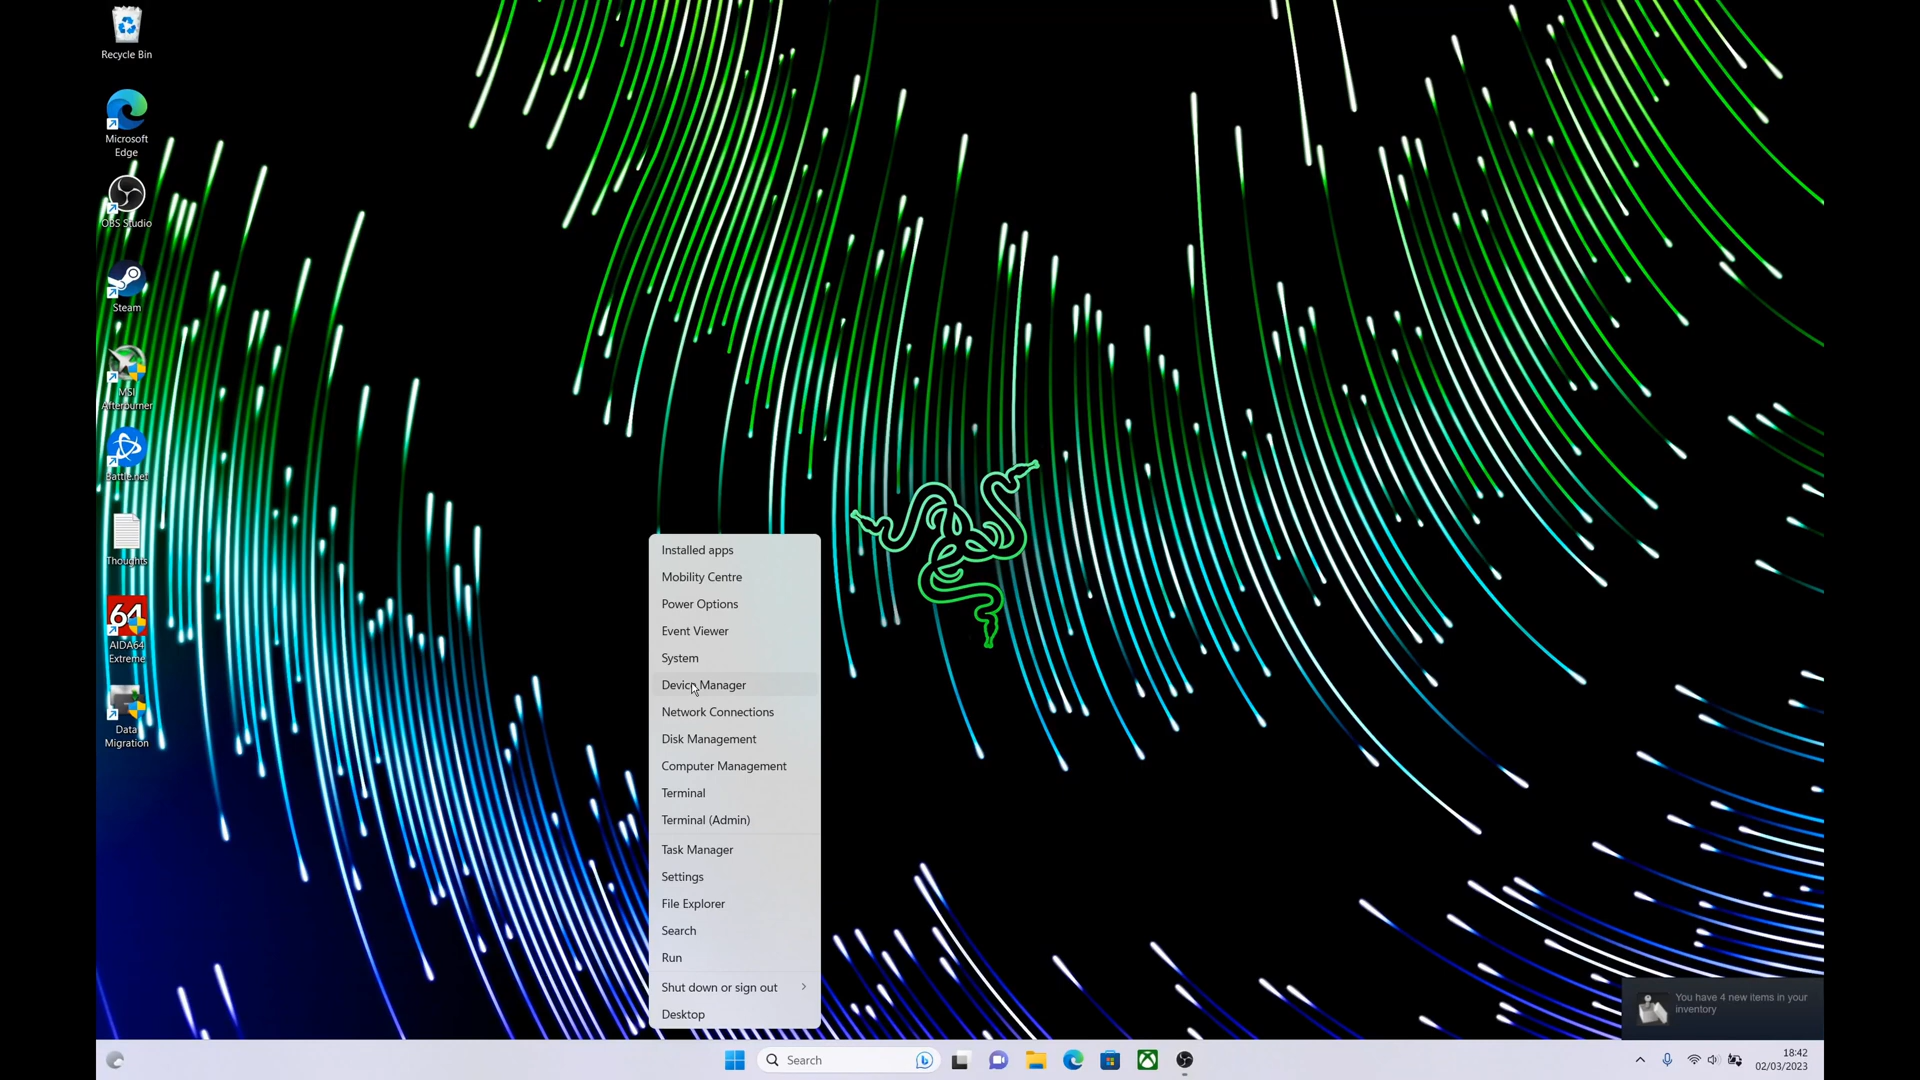 Recycle Bin
Microsoft
Edge
OBS Studio
Steam
MSI
Afterburner
Battle.net
Thoughts
64
AIDA64
Extreme
Data
Migration
Installed apps
Mobility Centre
Power Options
Event Viewer
System
Device Manager
Network Connections
Disk Management
Computer Management
Terminal
Terminal (Admin)
Task Manager
Settings
File Explorer
Search
Run
Shut down or sign out
Desktop
You have 4 new items in your
inventory
Search
18:42
02/03/2023